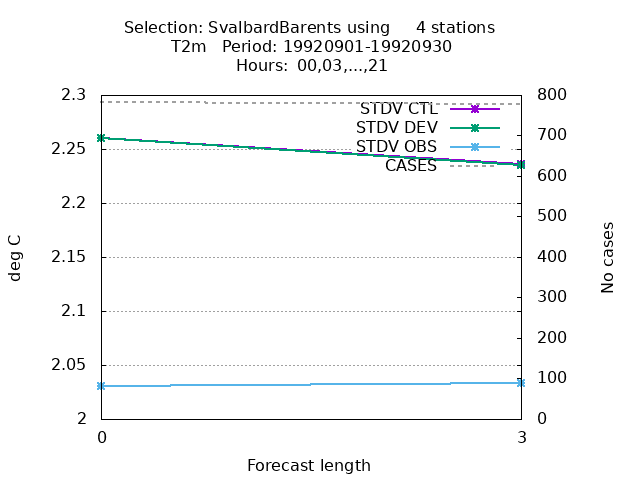 Selection: SvalbardBarents using     4 stations
T2m   Period: 19920901-19920930
Hours: 00,03,...,21
2.3
2.25
2.2
2.15
2.1
2.05
2
800
700
600
500
400
300
200
100
0
STDV CTL
STDV DEV
STDV OBS
CASES
deg C
No cases
0
3
Forecast length